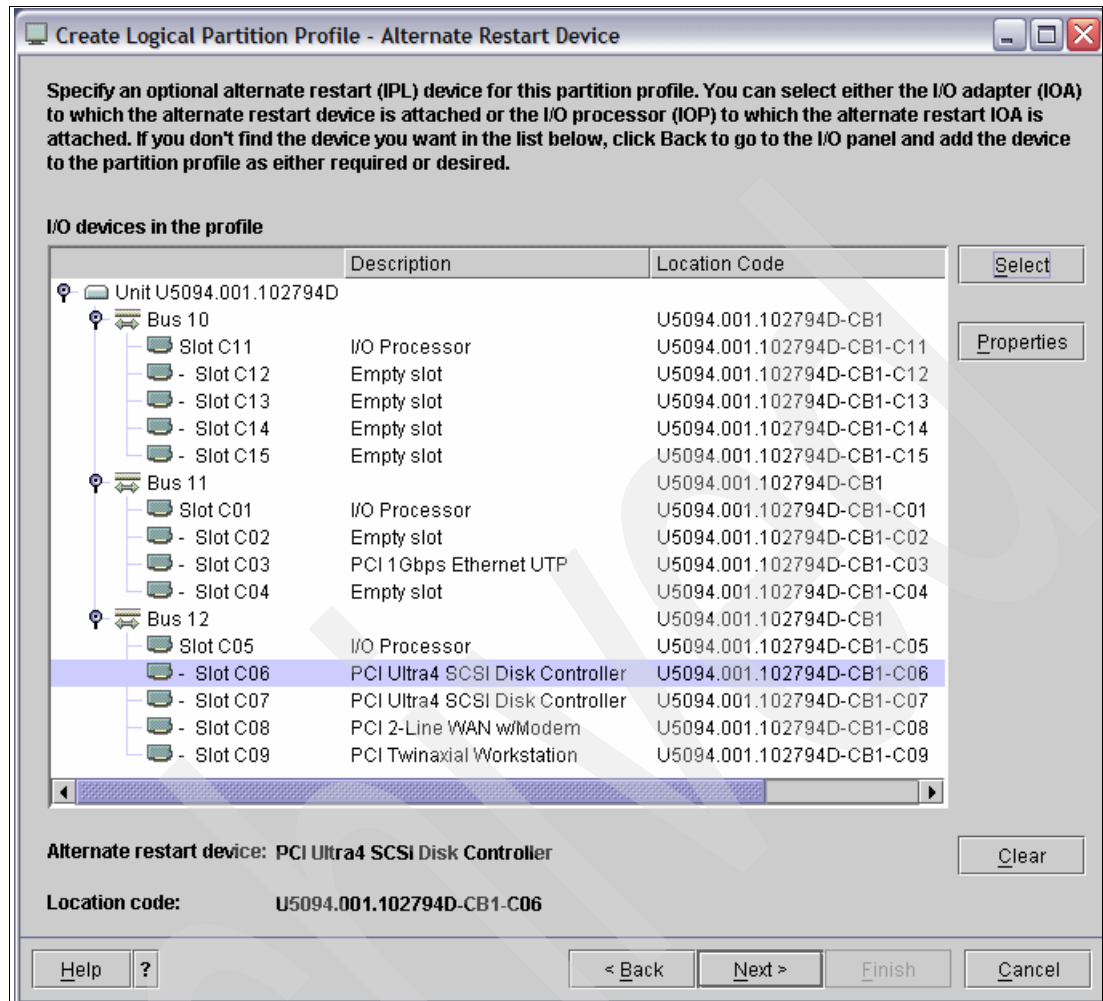 Create Logical Partition Profile - Alternate Restart Device
Specify an optional alternate restart (IPL) device for this partition profile. You can select either the I/O adapter (IOA)
to which the alternate restart device is attached or the I/O processor (IOP) to which the alternate restart IOA is
attached. If you don't find the device you want in the list below, click Back to go to the I/O panel and add the device
to the partition profile as either required or desired.
I/O devices in the profile
Description Location Code
Select
Unit U5094.001.102794D
Bus 10 U5094.001.102794D-CB1
Slot C11 I/O Processor U5094.001.102794D-CB1-C11
Properties
- Slot C12 Empty slot U5094.001.102794D-CB1-C12
- Slot C13 Empty slot U5094.001.102794D-CB1-C13
- Slot C14 Empty slot U5094.001.102794D-CB1-C14
- Slot C15 Empty slot U5094.001.102794D-CB1-C15
Bus 11 U5094.001.102794D-CB1
Slot C01 I/O Processor U5094.001.102794D-CB1-C01
- Slot C02 Empty slot U5094.001.102794D-CB1-C02
- Slot C03 PCI 1Gbps Ethernet UTP U5094.001.102794D-CB1-C03
- Slot C04 Empty slot U5094.001.102794D-CB1-C04
Bus 12 U5094.001.102794D-CB1
Slot C05 I/O Processor U5094.001.102794D-CB1-C05
- Slot C06 PCI Ultra4 SCSI Disk Controller U5094.001.102794D-CB1-C06
- Slot C07 PCI Ultra4 SCSI Disk Controller U5094.001.102794D-CB1-C07
- Slot C08 PCI 2-Line WAN w/Modem U5094.001.102794D-CB1-C08
- Slot C09 PCI Twinaxial Workstation U5094.001.102794D-CB1-C09
Alternate restart device: PCI Ultra4 SCSI Disk Controller
Clear
Location code: U5094.001.102794D-CB1-C06
Help ? < Back Next > Finish Cancel